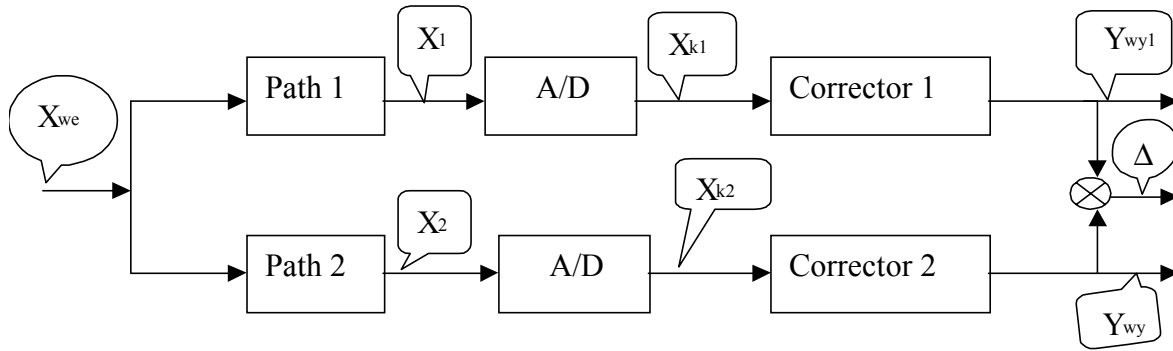 X1
Xk1
Ywy1
Path 1
A/D
Corrector 1
Xwe
Δ
X2
Xk2
Path 2
A/D
Corrector 2
Ywy